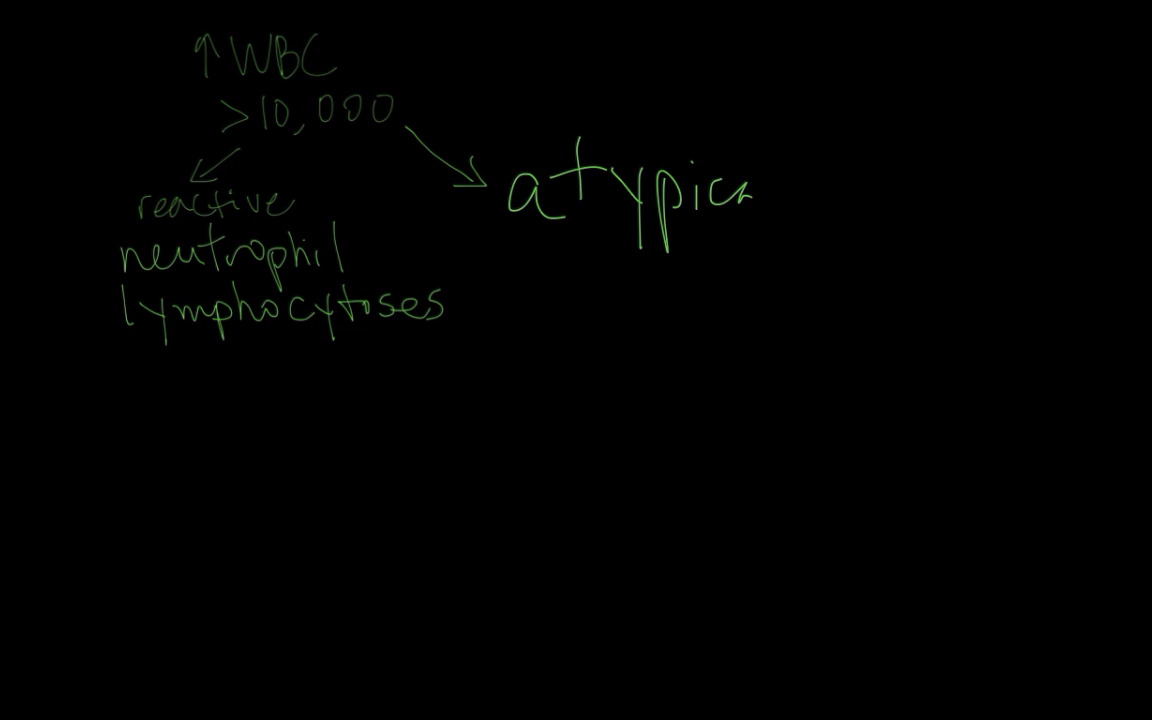 ↑ WBC
>10,000
reactive
neutrophil
lymphocytoses
atypica